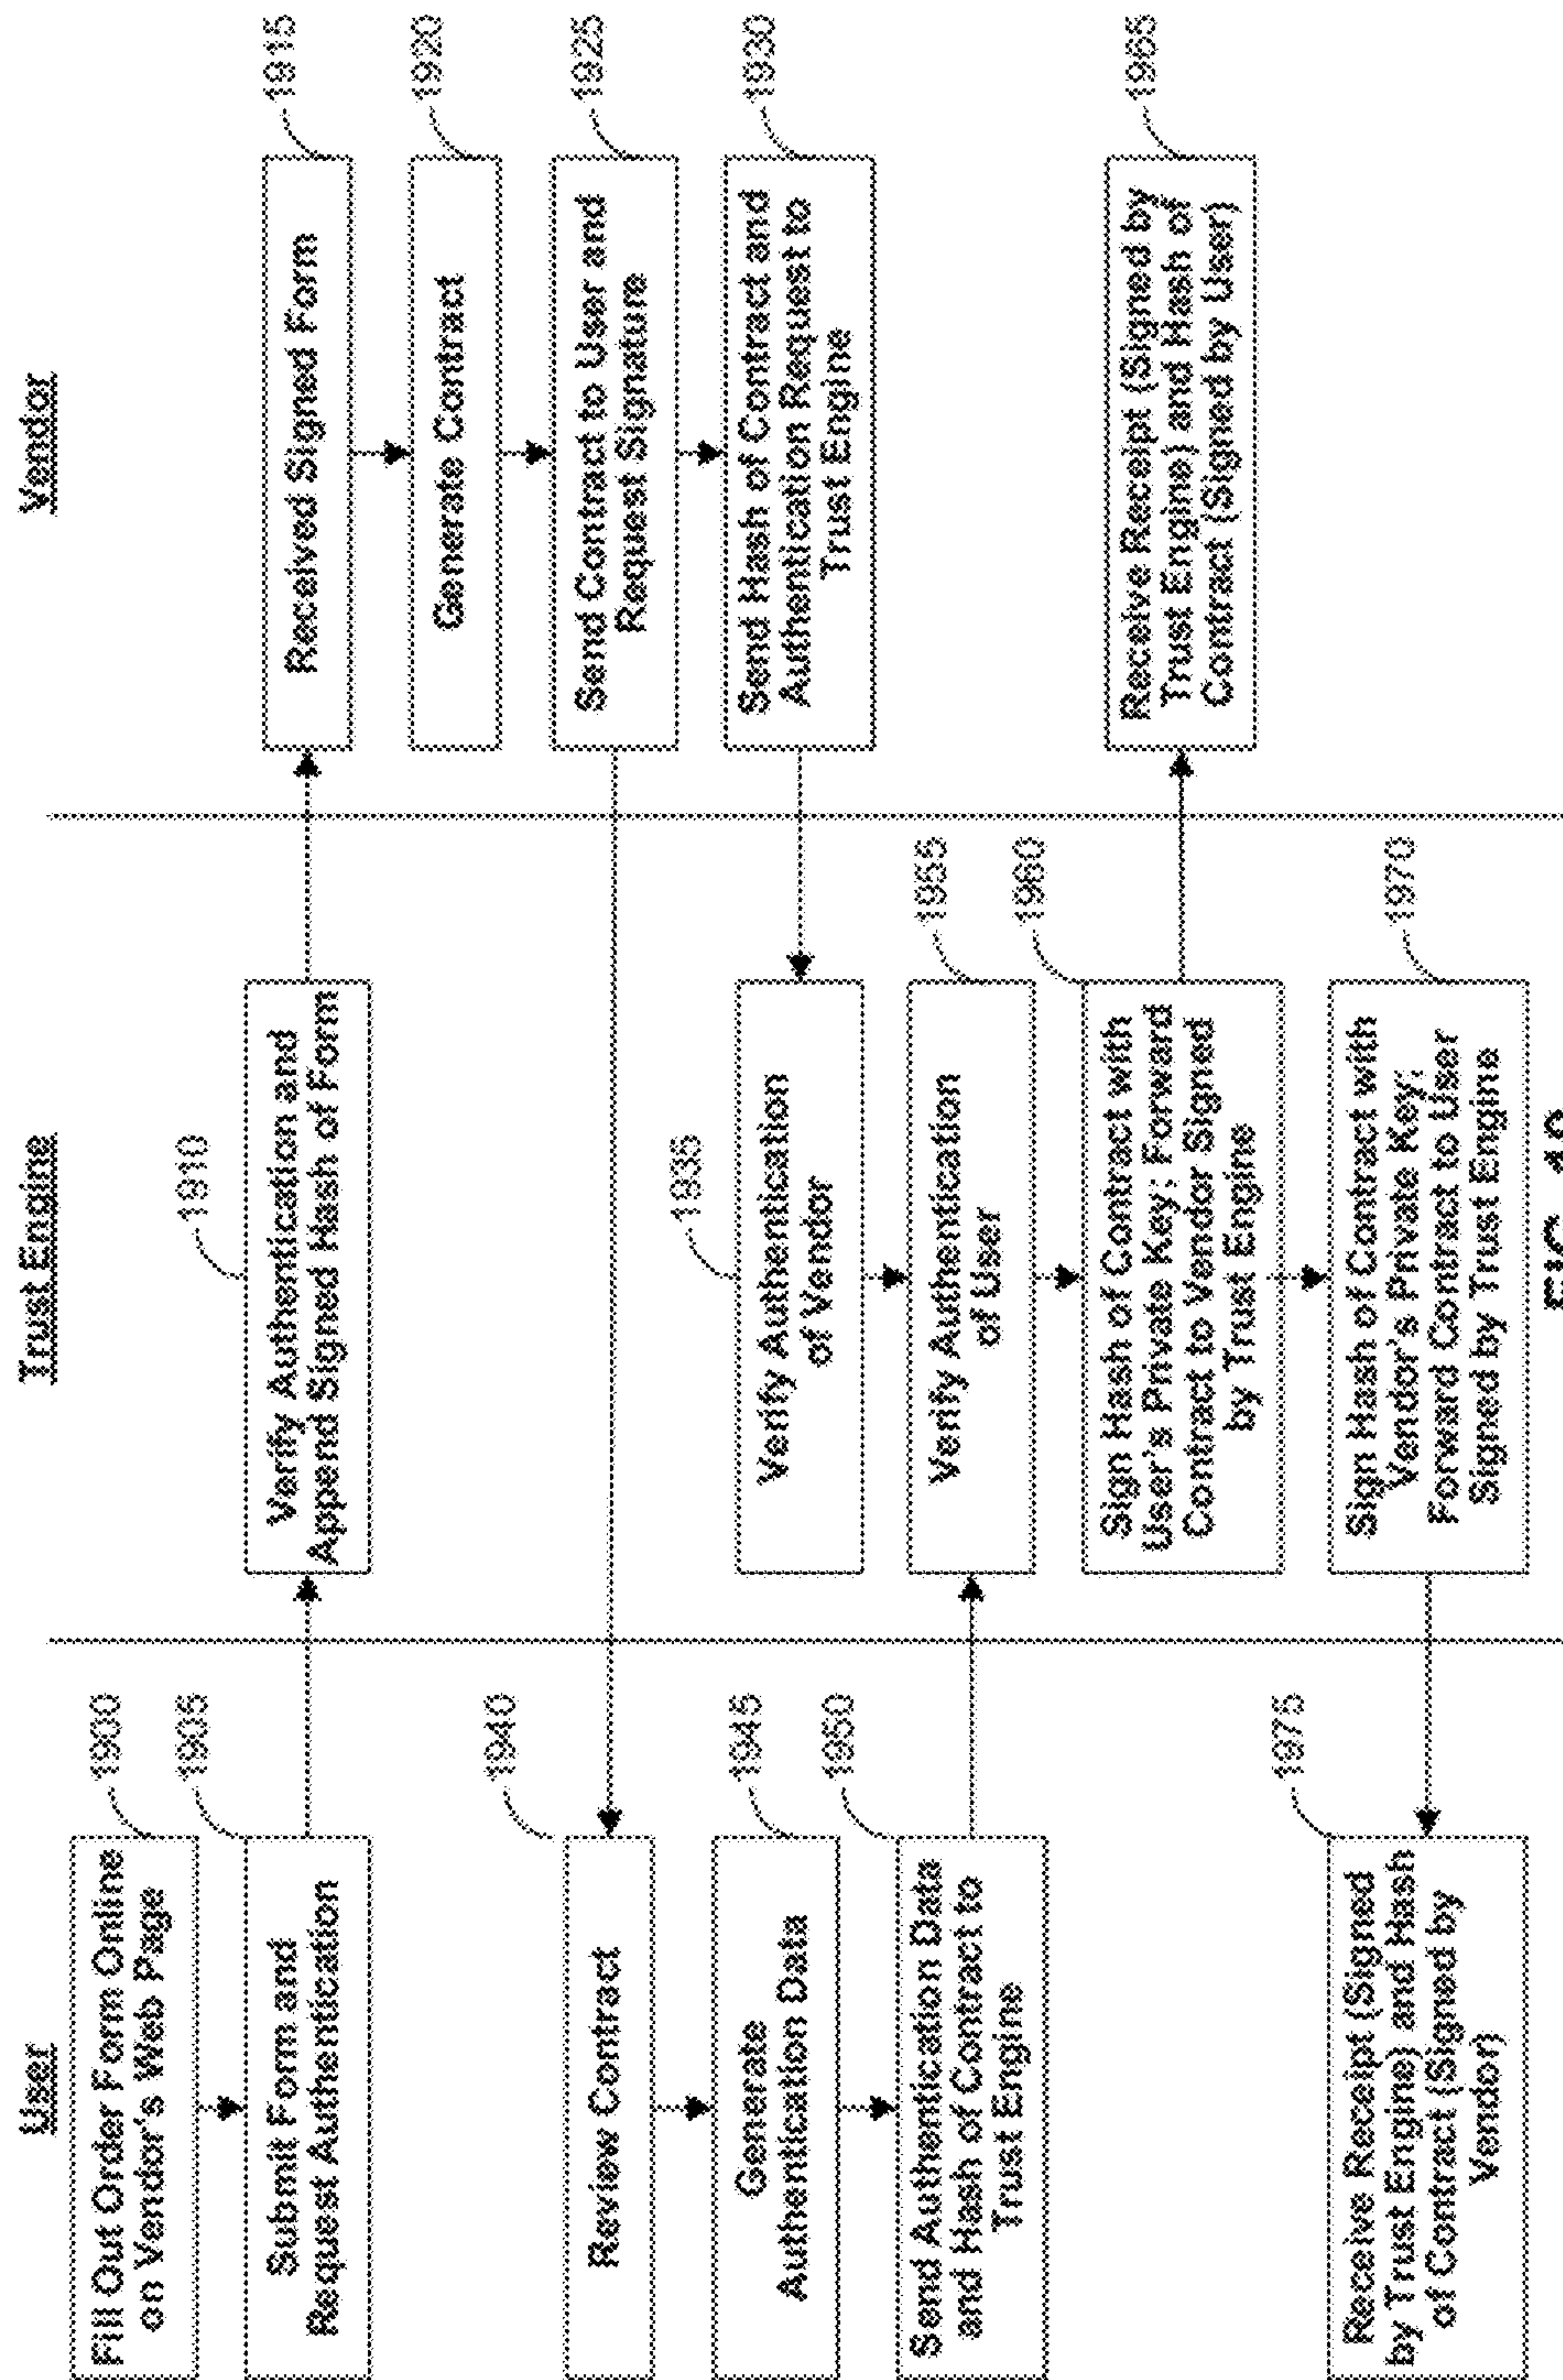 User
Trust Engine
Vendor
1900
Fill Out Order Form Online
on Vendor's Web Page
1905
Submit Form and
Request Authentication
1910
Verify Authentication and
Append Signed Hash of Form
1915
Received Signed Form
1920
Generate Contract
1925
Send Contract to User and
Request Signature
1930
Send Hash of Contract and
Authentication Request to
Trust Engine
1935
Verify Authentication
of Vendor
1940
Review Contract
1945
Generate
Authentication Data
1950
Send Authentication Data
and Hash of Contract to
Trust Engine
1955
Verify Authentication
of User
1960
Sign Hash of Contract with
User's Private Key; Forward
Contract to Vendor Signed
by Trust Engine
1965
Receive Receipt (Signed by
Trust Engine) and Hash of
Contract (Signed by User)
1970
Sign Hash of Contract with
Vendor's Private Key;
Forward Contract to User
Signed by Trust Engine
1975
Receive Receipt (Signed
by Trust Engine) and Hash
of Contract (Signed by
Vendor)